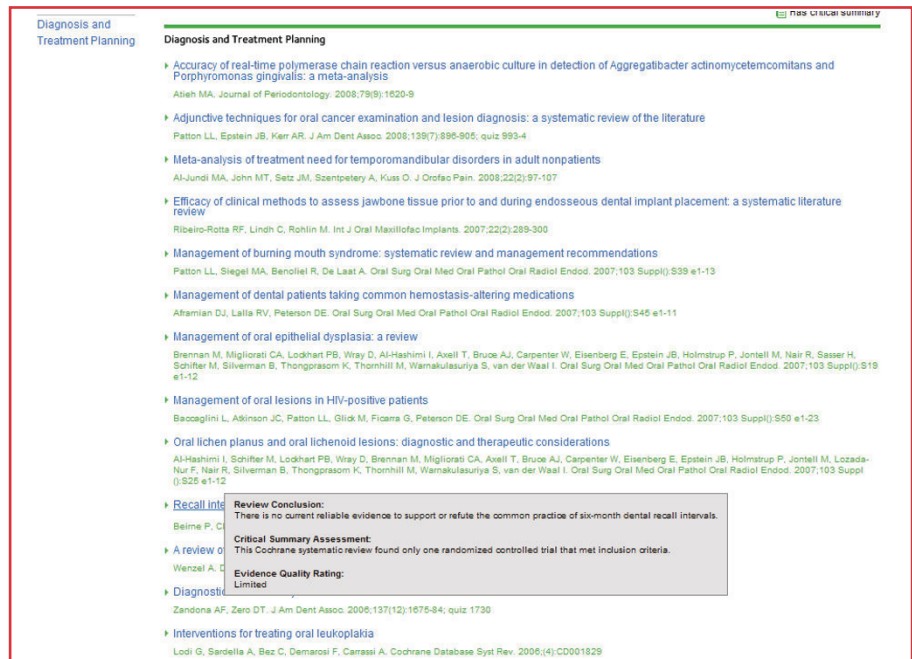 Has critical summary
Diagnosis and
Treatment Planning
Diagnosis and Treatment Planning
Accuracy of real-time polymerase chain reaction versus anaerobic culture in detection of Aggregatibacter actinomycetemcomitans and
Porphyromonas gingivalis: a meta-analysis
Atieh MA. Journal of Periodontology. 2008;79(9):1620-9
Adjunctive techniques for oral cancer examination and lesion diagnosis: a systematic review of the literature
Patton LL, Epstein JB, Kerr AR. J Am Dent Assoc. 2008;139(7):896-905; quiz 993-4
Meta-analysis of treatment need for temporomandibular disorders in adult nonpatients
Al-Jundi MA, John MT, Setz JM, Szentpetery A, Kuss O. J Orofac Pain. 2008;22(2):97-107
Efficacy of clinical methods to assess jawbone tissue prior to and during endosseous dental implant placement: a systematic literature
review
Ribeiro-Rotta RF, Lindh C, Rohlin M. Int J Oral Maxillofac Implants. 2007;22(2):289-300
Management of burning mouth syndrome: systematic review and management recommendations
Patton LL, Siegel MA, Benoliel R, De Laat A. Oral Surg Oral Med Oral Pathol Oral Radiol Endod. 2007;103 Suppl():S39 e1-13
Management of dental patients taking common hemostasis-altering medications
Aframian DJ, Lalla RV, Peterson DE. Oral Surg Oral Med Oral Pathol Oral Radiol Endod. 2007;103 Suppl():S45 e1-11
Management of oral epithelial dysplasia: a review
Brennan M, Migliorati CA, Lockhart PB, Wray D, Al-Hashimi I, Axell T, Bruce AJ, Carpenter W, Eisenberg E, Epstein JB, Holmstrup P, Jontell M, Nair R, Sasser H,
Schifter M, Silverman B, Thongprasom K, Thornhill M, Warnakulasuriya S, van der Waal I. Oral Surg Oral Med Oral Pathol Oral Radiol Endod. 2007;103 Suppl():S19
e1-12
Management of oral lesions in HIV-positive patients
Baccaglini L, Atkinson JC, Patton LL, Glick M, Ficarra G, Peterson DE. Oral Surg Oral Med Oral Pathol Oral Radiol Endod. 2007;103 Suppl():S50 e1-23
Oral lichen planus and oral lichenoid lesions: diagnostic and therapeutic considerations
Al-Hashimi I, Schifter M, Lockhart PB, Wray D, Brennan M, Migliorati CA, Axell T, Bruce AJ, Carpenter W, Eisenberg E, Epstein JB, Holmstrup P, Jontell M, Lozada-
Nur F, Nair R, Silverman B, Thongprasom K, Thornhill M, Warnakulasuriya S, van der Waal I. Oral Surg Oral Med Oral Pathol Oral Radiol Endod. 2007;103 Suppl
():S25 e1-12
Recall inte
Beirne P, Cl
A review o
Wenzel A. D
Diagnosti
Review Conclusion:
There is no current reliable evidence to support or refute the common practice of six-month dental recall intervals.
Critical Summary Assessment:
This Cochrane systematic review found only one randomized controlled trial that met inclusion criteria.
Evidence Quality Rating:
Limited
Zandona AF, Zero DT. J Am Dent Assoc. 2006;137(12):1675-84; quiz 1730
Interventions for treating oral leukoplakia
Lodi G, Sardella A, Bez C, Demarosi F, Carrassi A. Cochrane Database Syst Rev. 2006;(4):CD001829